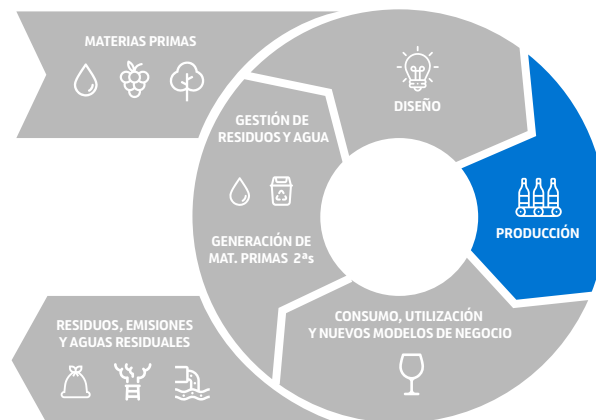 MATERIAS PRIMAS
DISEÑO
GESTIÓN DE
RESIDUOS Y AGUA
GENERACIÓN DE
MAT. PRIMAS 2ªs
PRODUCCIÓN
CONSUMO, UTILIZACIÓN
Y NUEVOS MODELOS DE NEGOCIO
RESIDUOS, EMISIONES
Y AGUAS RESIDUALES